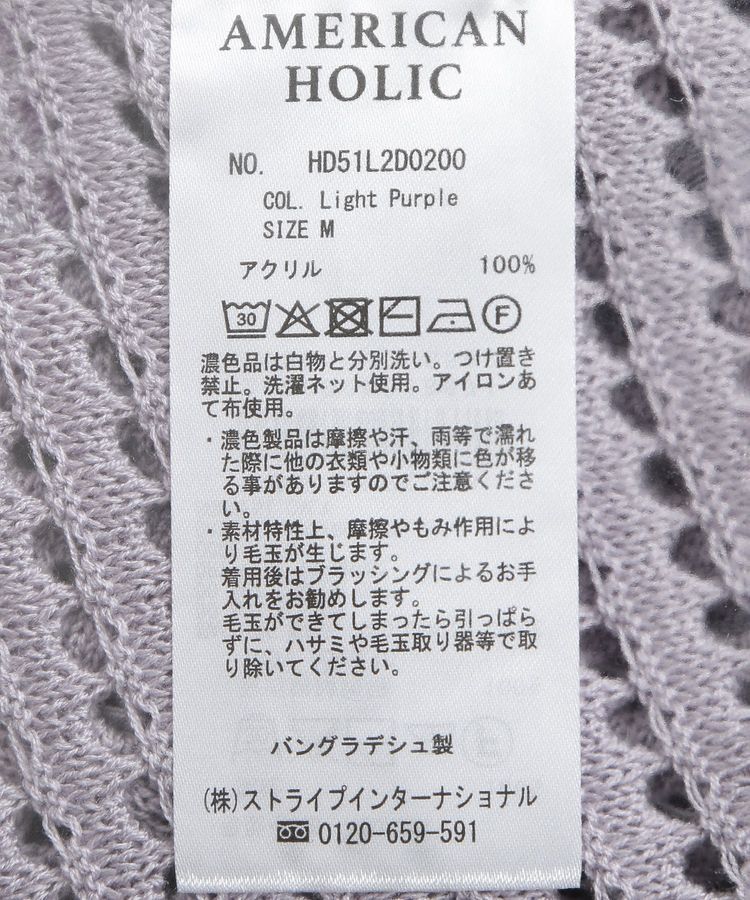 AMERICAN
HOLIC
NO. HD51L2D0200
COL. Light Purple
SIZE M
アクリル 100%
30 F
濃色品は白物と分別洗い。つけ置き
禁止。洗濯ネット使用。アイロンあ
て布使用。
・濃色製品は摩擦や汗、雨等で濡れ
た際に他の衣類や小物類に色が移
る事がありますのでご注意くださ
い。
・素材特性上、摩擦やもみ作用によ
り毛玉が生じます。
着用後はブラッシングによるお手
入れをお勧めします。
毛玉ができてしまったら引っぱら
ずに、ハサミや毛玉取り器等で取
り除いてください。
バングラデシュ製
(株)ストライプインターナショナル
0120-659-591